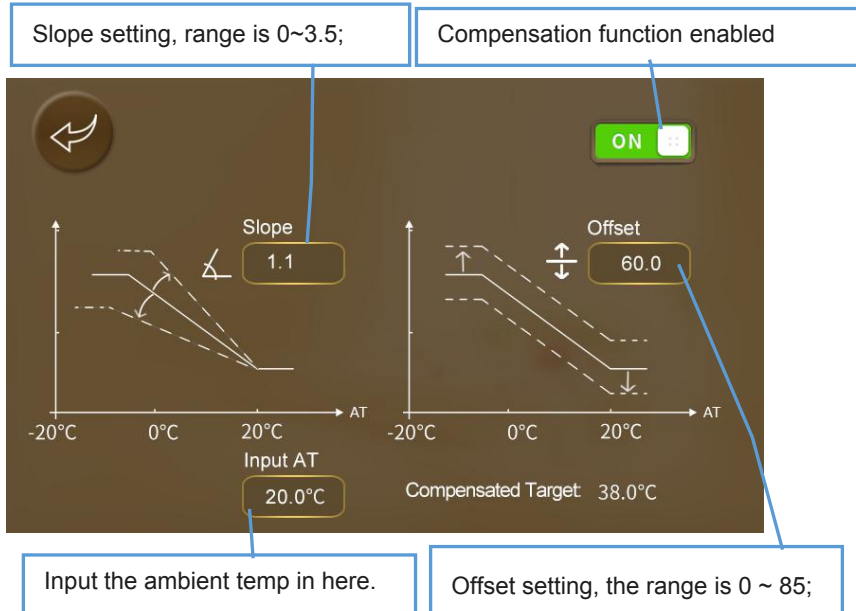 Slope setting, range is 0~3.5;
Compensation function enabled
ON
Slope
1.1
Offset
60.0
AT
-20°C 0°C 20°C
AT
-20°C 0°C 20°C
Input AT
20.0°C
Compensated Target: 38.0°C
Input the ambient temp in here.
Offset setting, the range is 0 ~ 85;